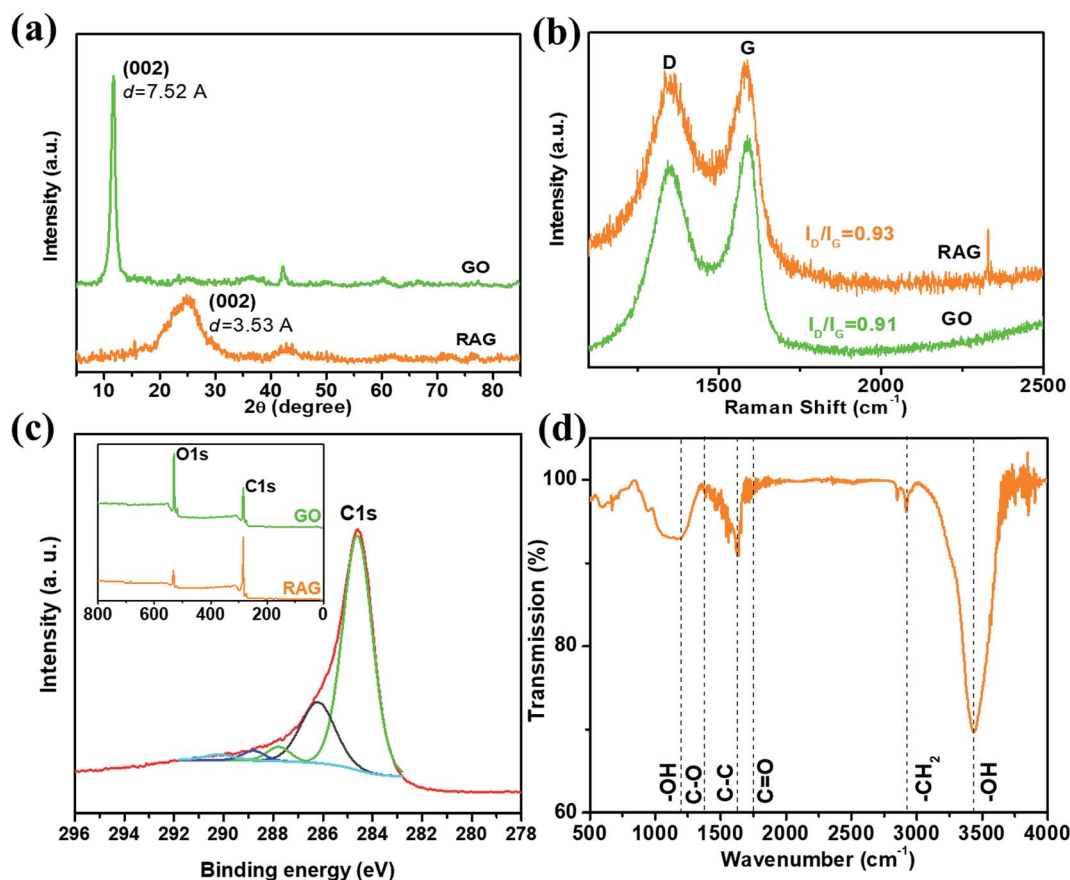 (a)
(002)
d=7.52 A
GO
(002)
d=3.53 A
RAG
Intensity (a.u.)
10 20 30 40 50 60 70 80
2θ (degree)
(b)
D
G
I_D/I_G=0.93
RAG
I_D/I_G=0.91
GO
Intensity (a.u.)
1500 2000 2500
Raman Shift (cm⁻¹)
(c)
O1s
C1s
GO
RAG
800 600 400 200 0
C1s
Intensity (a. u.)
296 294 292 290 288 286 284 282 280 278
Binding energy (eV)
(d)
100
80
60
Transmission (%)
-OH
C-O
C-C
C=O
-CH₂
-OH
500 1000 1500 2000 2500 3000 3500 4000
Wavenumber (cm⁻¹)